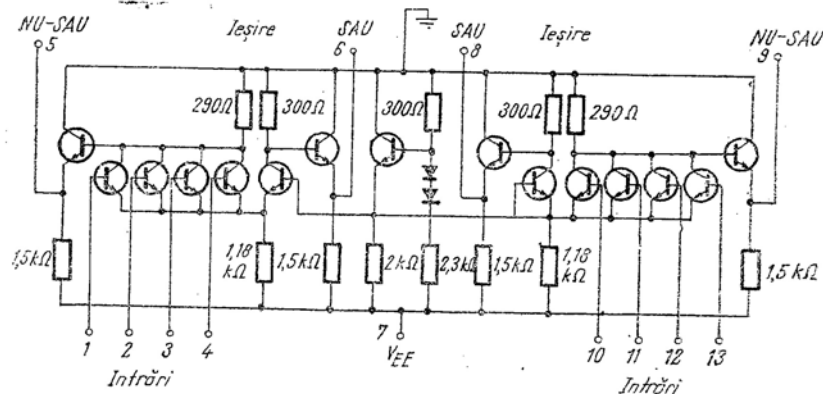 NU-SAU Ieșire SAU SAU Ieșire NU-SAU
5 6 8 9
290Ω 300Ω 300Ω 300Ω 290Ω
1,5kΩ 1,18 kΩ 1,5kΩ 2kΩ 2,3kΩ 1,5kΩ 1,18 kΩ 1,5kΩ
1 2 3 4 7 10 11 12 13
VEE
Intrări Intrări